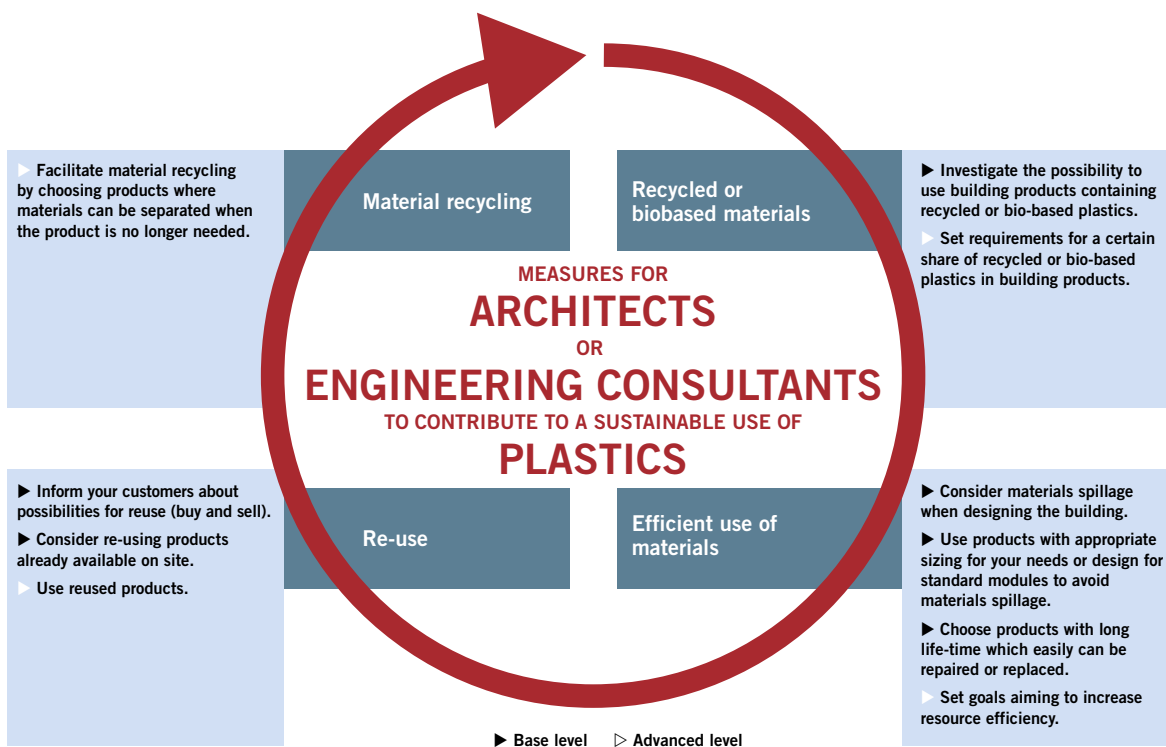 ▷ Facilitate material recycling
by choosing products where
materials can be separated when
the product is no longer needed.
Material recycling
Recycled or
biobased materials
▶ Investigate the possibility to
use building products containing
recycled or bio-based plastics.
▷ Set requirements for a certain
share of recycled or bio-based
plastics in building products.
MEASURES FOR
ARCHITECTS
OR
ENGINEERING CONSULTANTS
TO CONTRIBUTE TO A SUSTAINABLE USE OF
PLASTICS
▶ Inform your customers about
possibilities for reuse (buy and sell).
▶ Consider re-using products
already available on site.
▷ Use reused products.
Re-use
Efficient use of
materials
▶ Consider materials spillage
when designing the building.
▶ Use products with appropriate
sizing for your needs or design for
standard modules to avoid
materials spillage.
▶ Choose products with long
life-time which easily can be
repaired or replaced.
▷ Set goals aiming to increase
resource efficiency.
▶ Base level ▷ Advanced level